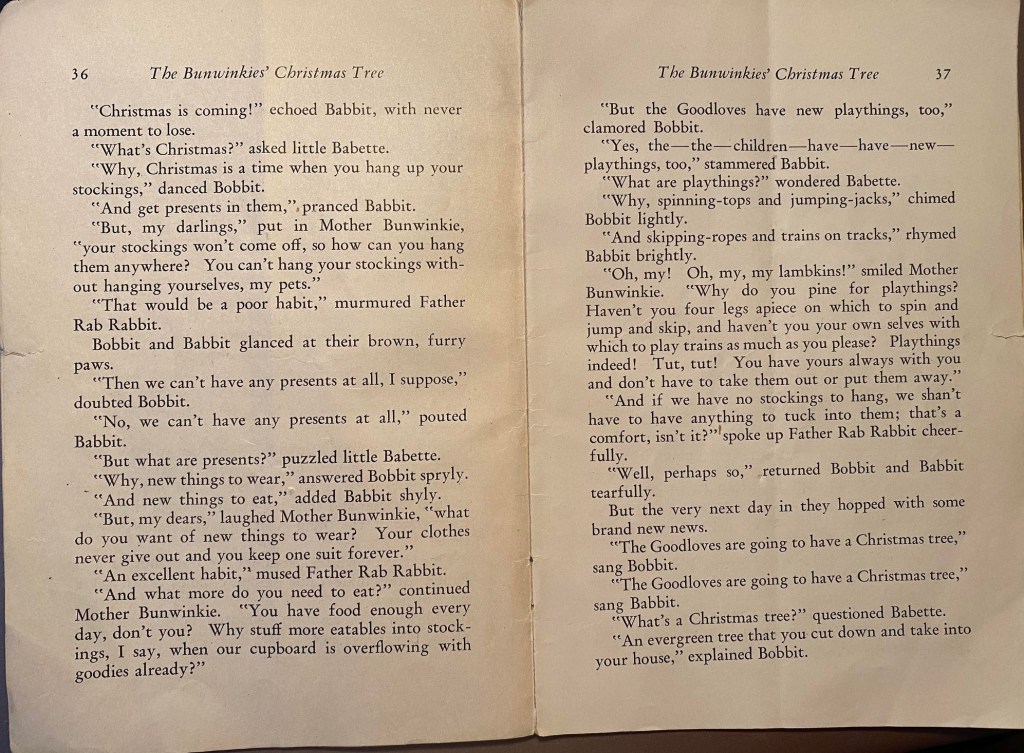 36 The Bunwinkies' Christmas Tree
"Christmas is coming!" echoed Babbit, with never
a moment to lose.
"What's Christmas?" asked little Babette.
"Why, Christmas is a time when you hang up your
stockings," danced Bobbit.
"And get presents in them," pranced Babbit.
"But, my darlings," put in Mother Bunwinkie,
"your stockings won't come off, so how can you hang
them anywhere? You can't hang your stockings with-
out hanging yourselves, my pets."
"That would be a poor habit," murmured Father
Rab Rabbit.
Bobbit and Babbit glanced at their brown, furry
paws.
"Then we can't have any presents at all, I suppose,"
doubted Bobbit.
"No, we can't have any presents at all," pouted
Babbit.
"But what are presents?" puzzled little Babette.
"Why, new things to wear," answered Bobbit spryly.
"And new things to eat," added Babbit shyly.
"But, my dears," laughed Mother Bunwinkie, "what
do you want of new things to wear? Your clothes
never give out and you keep one suit forever."
"An excellent habit," mused Father Rab Rabbit.
"And what more do you need to eat?" continued
Mother Bunwinkie. "You have food enough every
day, don't you? Why stuff more eatables into stock-
ings, I say, when our cupboard is overflowing with
goodies already?"
The Bunwinkies' Christmas Tree 37
"But the Goodloves have new playthings, too,"
clamored Bobbit.
"Yes, the—the—children—have—have—new—
playthings, too," stammered Babbit.
"What are playthings?" wondered Babette.
"Why, spinning-tops and jumping-jacks," chimed
Bobbit lightly.
"And skipping-ropes and trains on tracks," rhymed
Babbit brightly.
"Oh, my! Oh, my, my lambkins!" smiled Mother
Bunwinkie. "Why do you pine for playthings?
Haven't you four legs apiece on which to spin and
jump and skip, and haven't you your own selves with
which to play trains as much as you please? Playthings
indeed! Tut, tut! You have yours always with you
and don't have to take them out or put them away."
"And if we have no stockings to hang, we shan't
have to have anything to tuck into them; that's a
comfort, isn't it?" spoke up Father Rab Rabbit cheer-
fully.
"Well, perhaps so," returned Bobbit and Babbit
tearfully.
But the very next day in they hopped with some
brand new news.
"The Goodloves are going to have a Christmas tree,"
sang Bobbit.
"The Goodloves are going to have a Christmas tree,"
sang Babbit.
"What's a Christmas tree?" questioned Babette.
"An evergreen tree that you cut down and take into
your house," explained Bobbit.